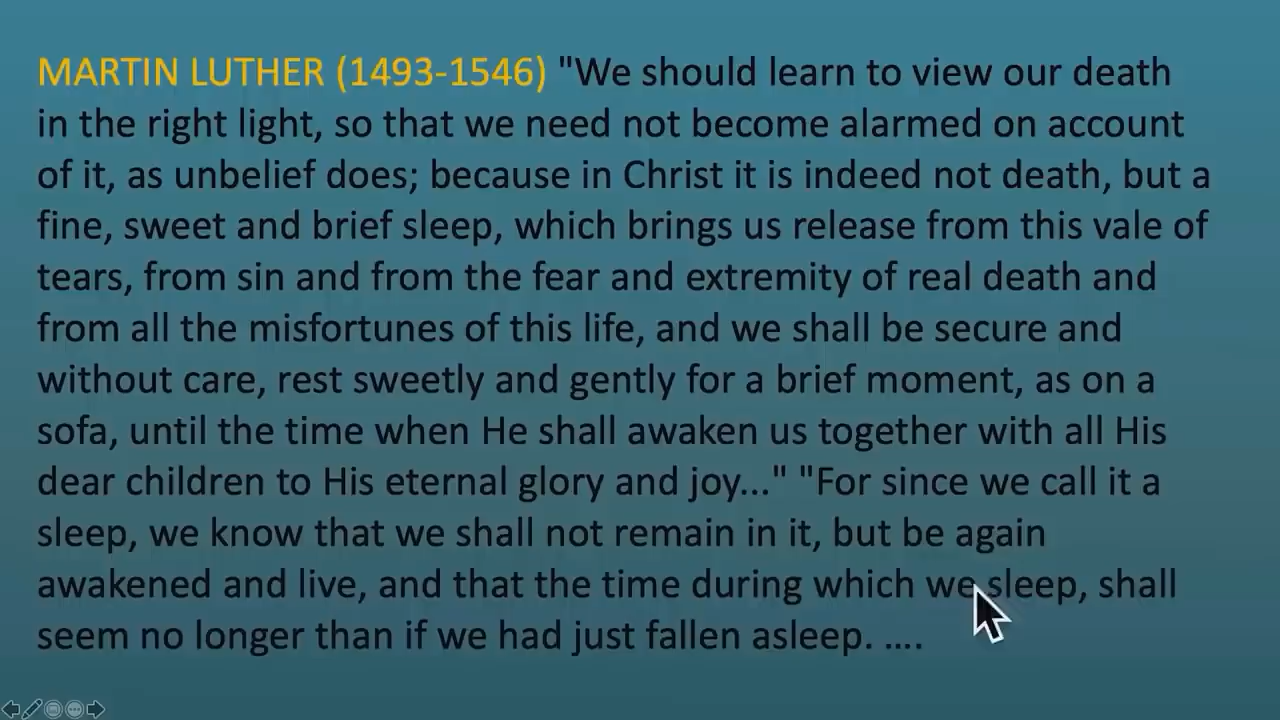 MARTIN LUTHER (1493-1546) "We should learn to view our death
in the right light, so that we need not become alarmed on account
of it, as unbelief does; because in Christ it is indeed not death, but a
fine, sweet and brief sleep, which brings us release from this vale of
tears, from sin and from the fear and extremity of real death and
from all the misfortunes of this life, and we shall be secure and
without care, rest sweetly and gently for a brief moment, as on a
sofa, until the time when He shall awaken us together with all His
dear children to His eternal glory and joy..." "For since we call it a
sleep, we know that we shall not remain in it, but be again
awakened and live, and that the time during which we sleep, shall
seem no longer than if we had just fallen asleep. ....